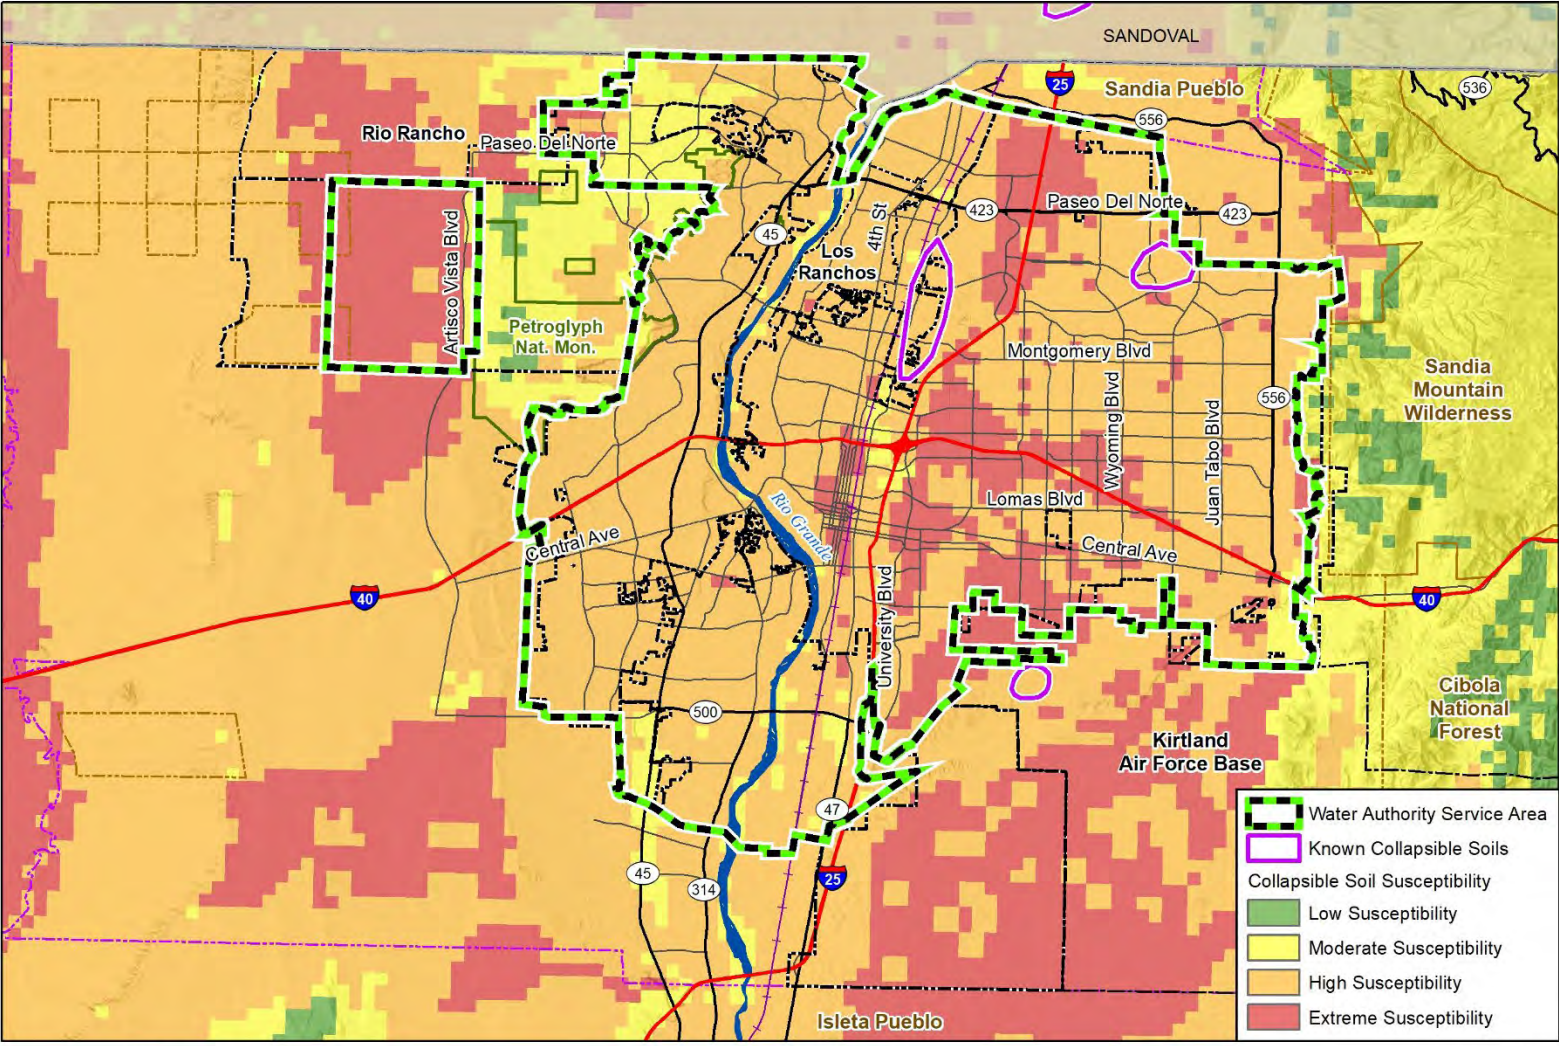 SANDOVAL
25
Sandia Pueblo
536
556
Rio Rancho
Paseo Del Norte
Paseo Del Norte
423
423
45
4th St
Los
Ranchos
Artisco Vista Blvd
Petroglyph
Nat. Mon.
Montgomery Blvd
Sandia
Mountain
Wilderness
556
Wyoming Blvd
Juan Tabo Blvd
Lomas Blvd
Rio Grande
Central Ave
Central Ave
40
40
University Blvd
500
Cibola
National
Forest
Kirtland
Air Force Base
47
45
314
25
Isleta Pueblo
Water Authority Service Area
Known Collapsible Soils
Collapsible Soil Susceptibility
Low Susceptibility
Moderate Susceptibility
High Susceptibility
Extreme Susceptibility